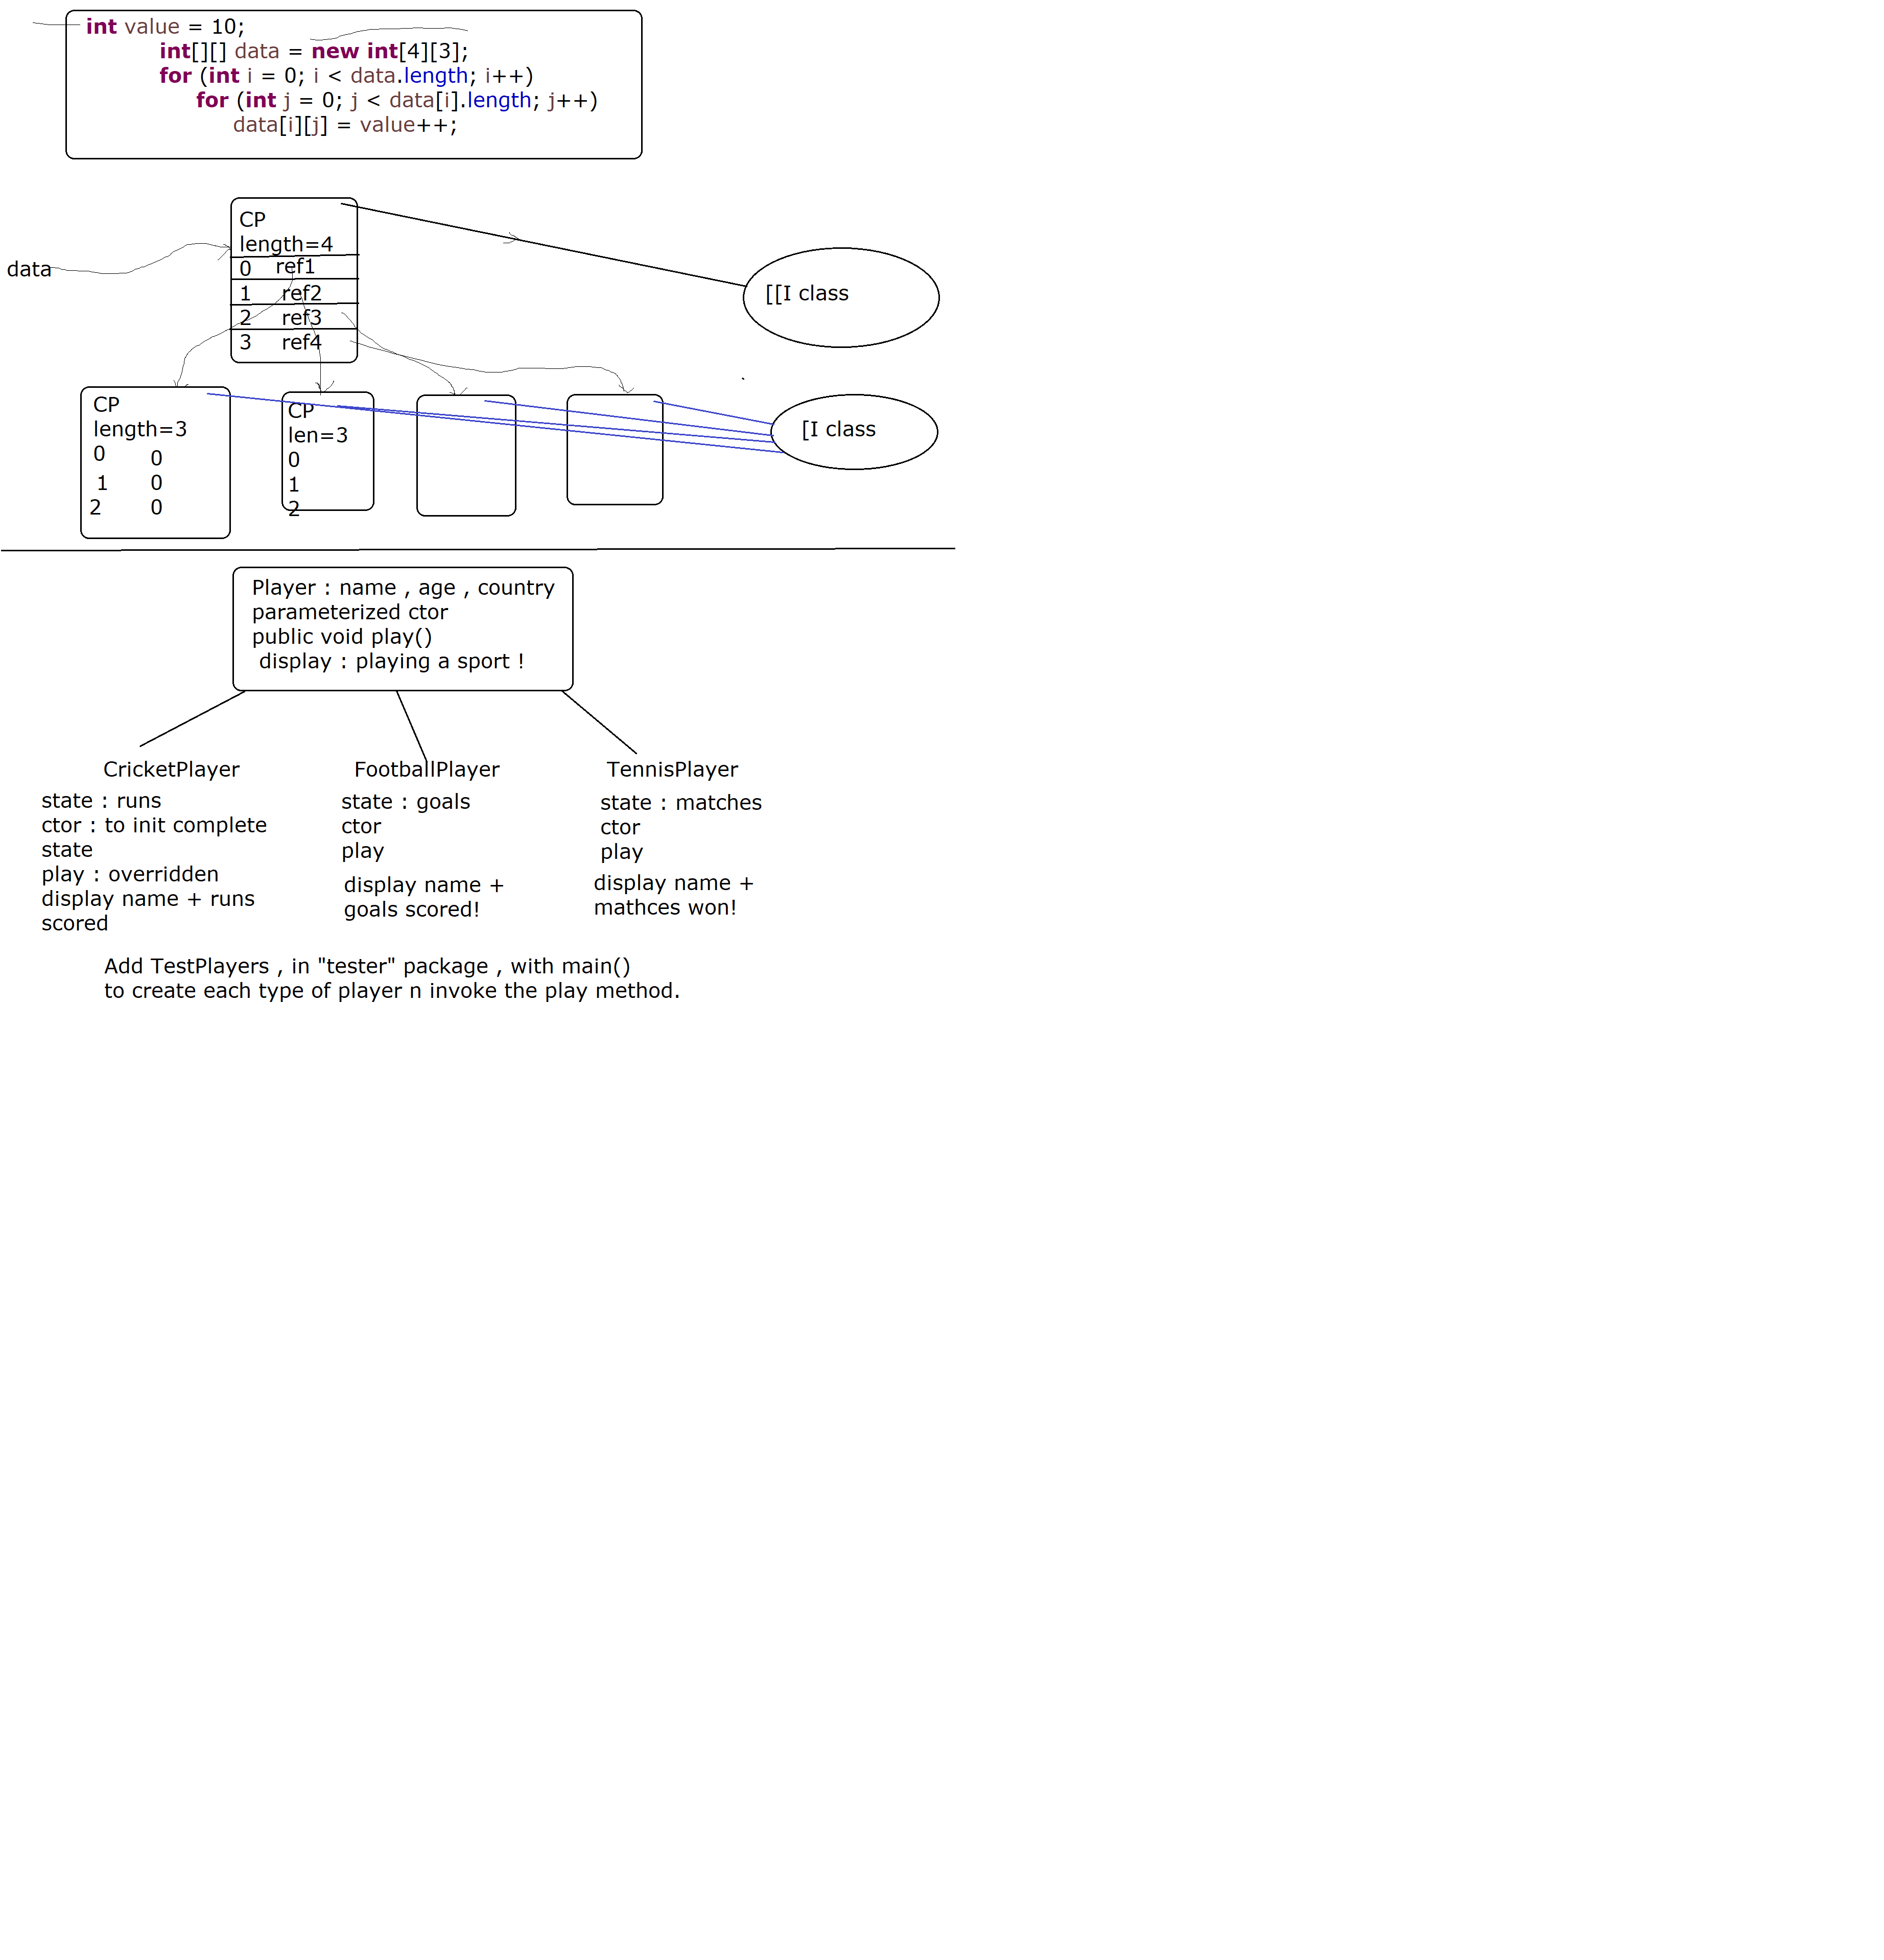 int value = 10;
int[][] data = new int[4][3];
for (int i = 0; i < data.length; i++)
for (int j = 0; j < data[i].length; j++)
data[i][j] = value++;
CP
length=4
data
0 ref1
1 ref2
2 ref3
3 ref4
[[I class
CP
length=3
0 0
1 0
2 0
CP
len=3
0
1
2
[I class
Player : name , age , country
parameterized ctor
public void play()
display : playing a sport !
CricketPlayer
state : runs
ctor : to init complete
state
play : overridden
display name + runs
scored
FootballPlayer
state : goals
ctor
play
display name +
goals scored!
TennisPlayer
state : matches
ctor
play
display name +
mathces won!
Add TestPlayers , in "tester" package , with main()
to create each type of player n invoke the play method.